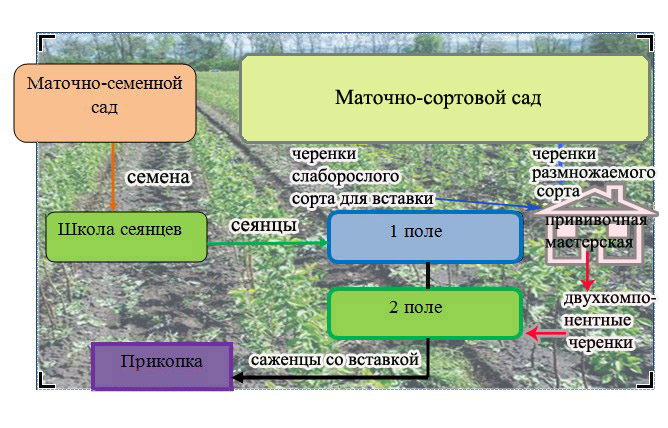 Маточно-семенной
сад
Маточно-сортовой сад
черенки
слаборослого
сорта для вставки
черенки
размножаемого
сорта
семена
Школа сеянцев
сеянцы
1 поле
прививочная
мастерская
2 поле
двухкомпо-
нентные
черенки
Прикопка
саженцы со вставкой